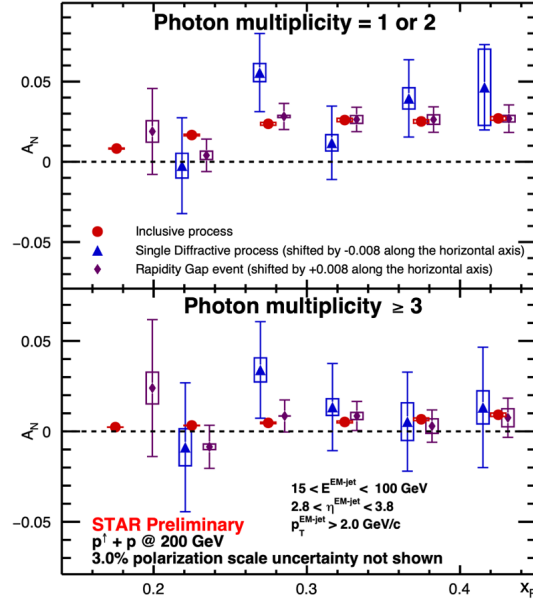 Photon multiplicity = 1 or 2
A_N
0.05
0
−0.05
Inclusive process
Single Diffractive process (shifted by -0.008 along the horizontal axis)
Rapidity Gap event (shifted by +0.008 along the horizontal axis)
Photon multiplicity ≥ 3
A_N
0.05
0
−0.05
15 < E^EM-jet < 100 GeV
2.8 < η^EM-jet < 3.8
p_T^EM-jet > 2.0 GeV/c
STAR Preliminary
p^↑ + p @ 200 GeV
3.0% polarization scale uncertainty not shown
0.2 0.3 0.4 x_F